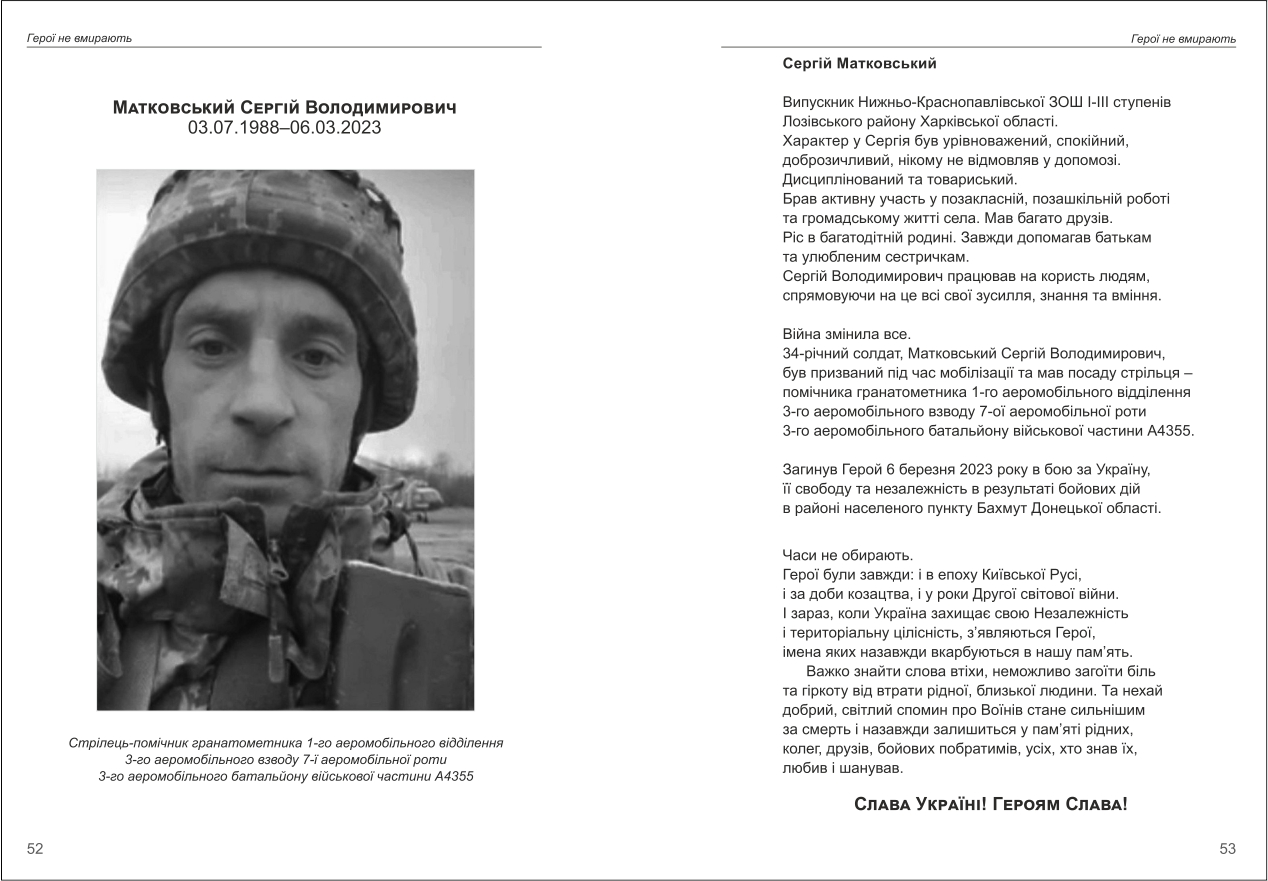 Герої не вмирають
Матковський Сергій Володимирович
03.07.1988–06.03.2023
Стрілець-помічник гранатометника 1-го аеромобільного відділення
3-го аеромобільного взводу 7-ї аеромобільної роти
3-го аеромобільного батальйону військової частини А4355
52
Герої не вмирають
Сергій Матковський
Випускник Нижньо-Краснопавлівської ЗОШ І-ІІІ ступенів
Лозівського району Харківської області.
Характер у Сергія був урівноважений, спокійний,
доброзичливий, нікому не відмовляв у допомозі.
Дисциплінований та товариський.
Брав активну участь у позакласній, позашкільній роботі
та громадському житті села. Мав багато друзів.
Ріс в багатодітній родині. Завжди допомагав батькам
та улюбленим сестричкам.
Сергій Володимирович працював на користь людям,
спрямовуючи на це всі свої зусилля, знання та вміння.
Війна змінила все.
34-річний солдат, Матковський Сергій Володимирович,
був призваний під час мобілізації та мав посаду стрільця –
помічника гранатометника 1-го аеромобільного відділення
3-го аеромобільного взводу 7-ої аеромобільної роти
3-го аеромобільного батальйону військової частини А4355.
Загинув Герой 6 березня 2023 року в бою за Україну,
її свободу та незалежність в результаті бойових дій
в районі населеного пункту Бахмут Донецької області.
Часи не обирають.
Герої були завжди: і в епоху Київської Русі,
і за доби козацтва, і у роки Другої світової війни.
І зараз, коли Україна захищає свою Незалежність
і територіальну цілісність, з’являються Герої,
імена яких назавжди вкарбуються в нашу пам’ять.
Важко знайти слова втіхи, неможливо загоїти біль
та гіркоту від втрати рідної, близької людини. Та нехай
добрий, світлий спомин про Воїнів стане сильнішим
за смерть і назавжди залишиться у пам’яті рідних,
колег, друзів, бойових побратимів, усіх, хто знав їх,
любив і шанував.
Слава Україні! Героям Слава!
53